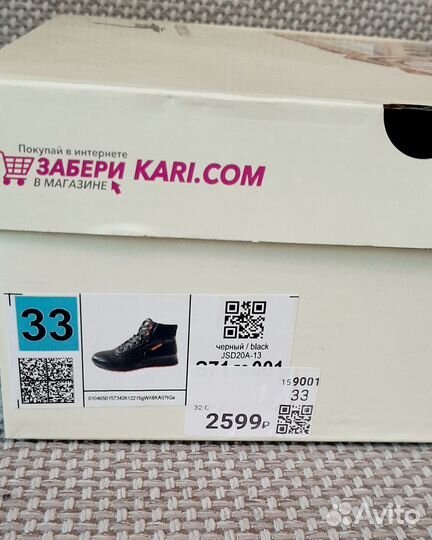 Покупай в интернете
ЗАБЕРИ KARI.COM
В МАГАЗИНЕ
33
черный / black
JSD20A-13
159001
33
2599₽
Avito